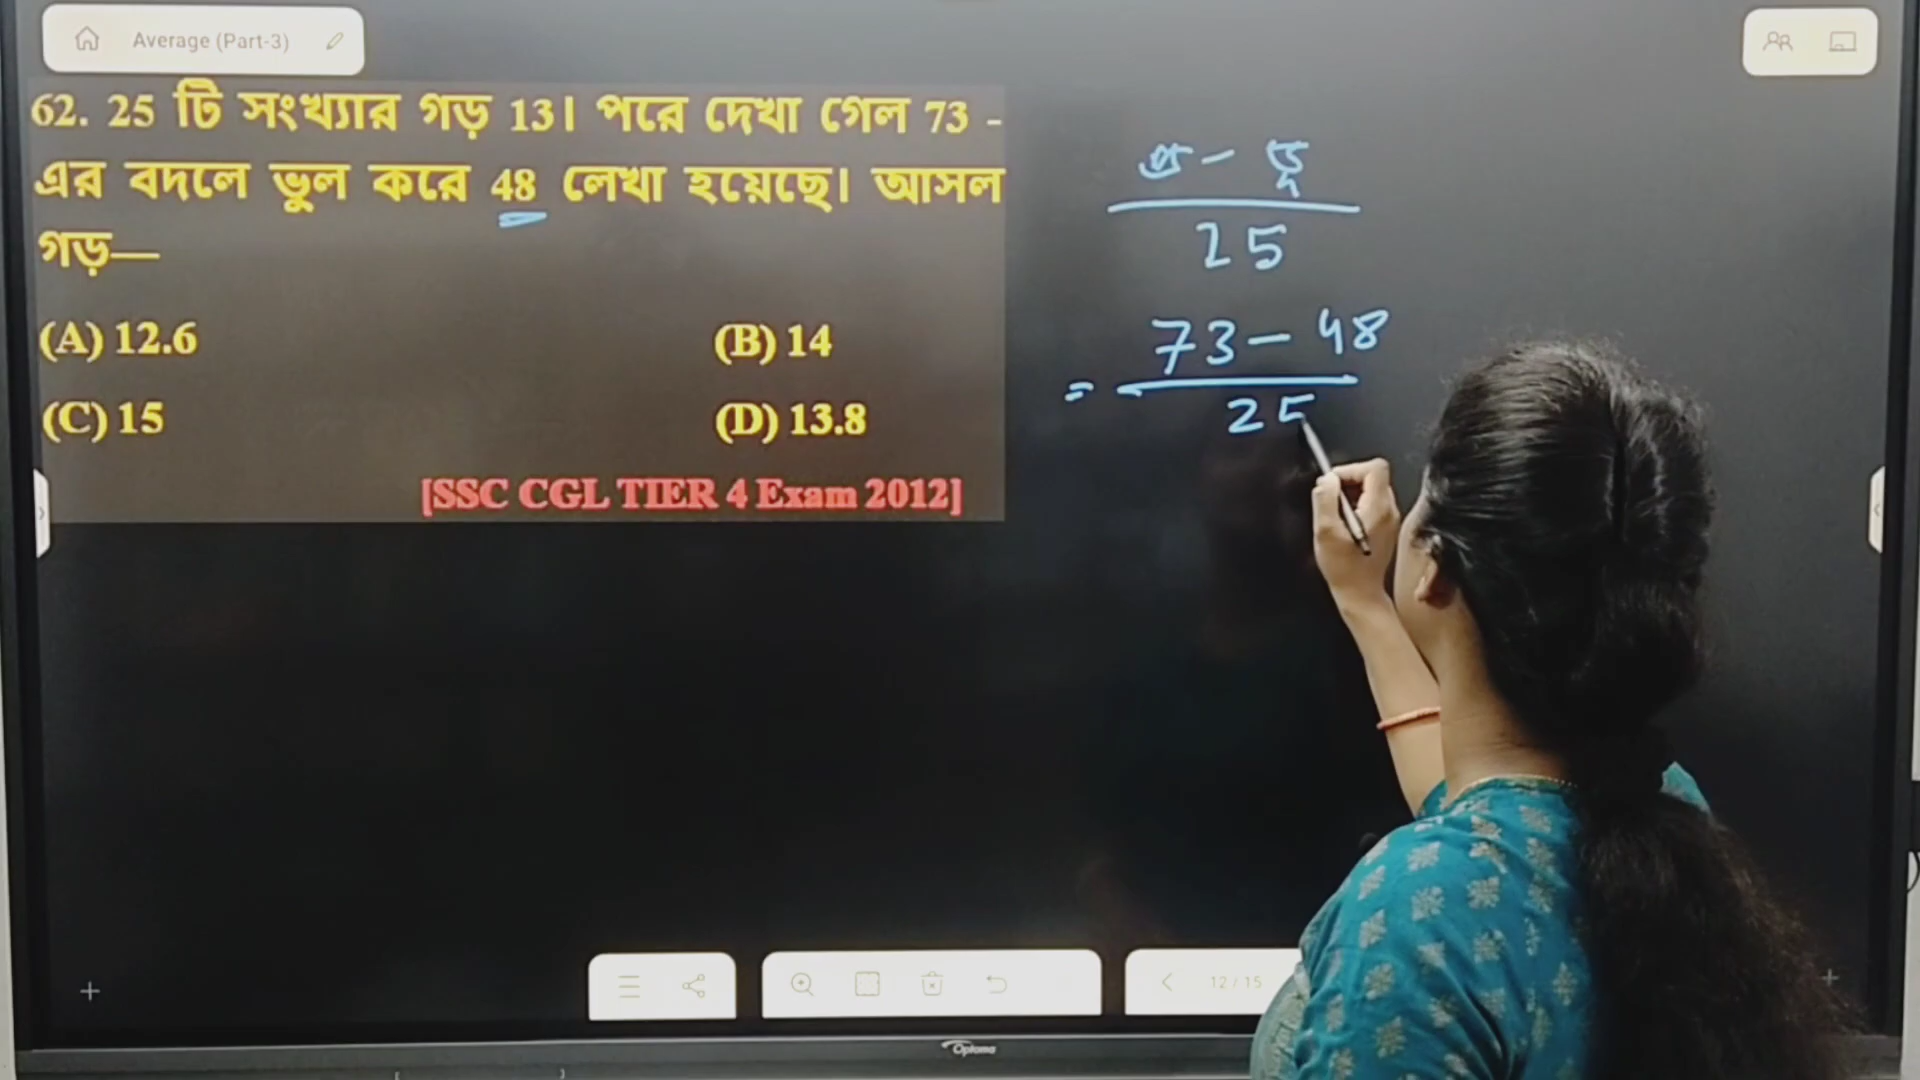 Average (Part-3)
62. 25 টি সংখ্যার গড় 13। পরে দেখা গেল 73 -
এর বদলে ভুল করে 48 লেখা হয়েছে। আসল
গড়—
(A) 12.6 (B) 14
(C) 15 (D) 13.8
[SSC CGL TIER 4 Exam 2012]
25
73 - 48
= 25
12 / 15
Optoma